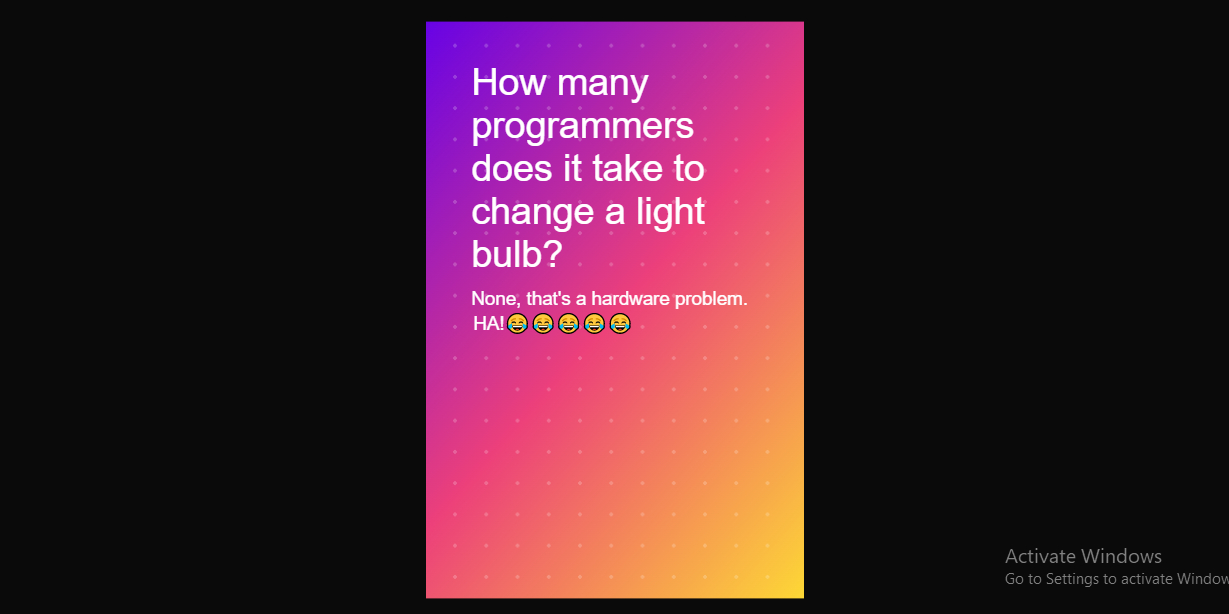 How many
programmers
does it take to
change a light
bulb?
None, that's a hardware problem.
HA!😂😂😂😂😂
Activate Windows
Go to Settings to activate Window